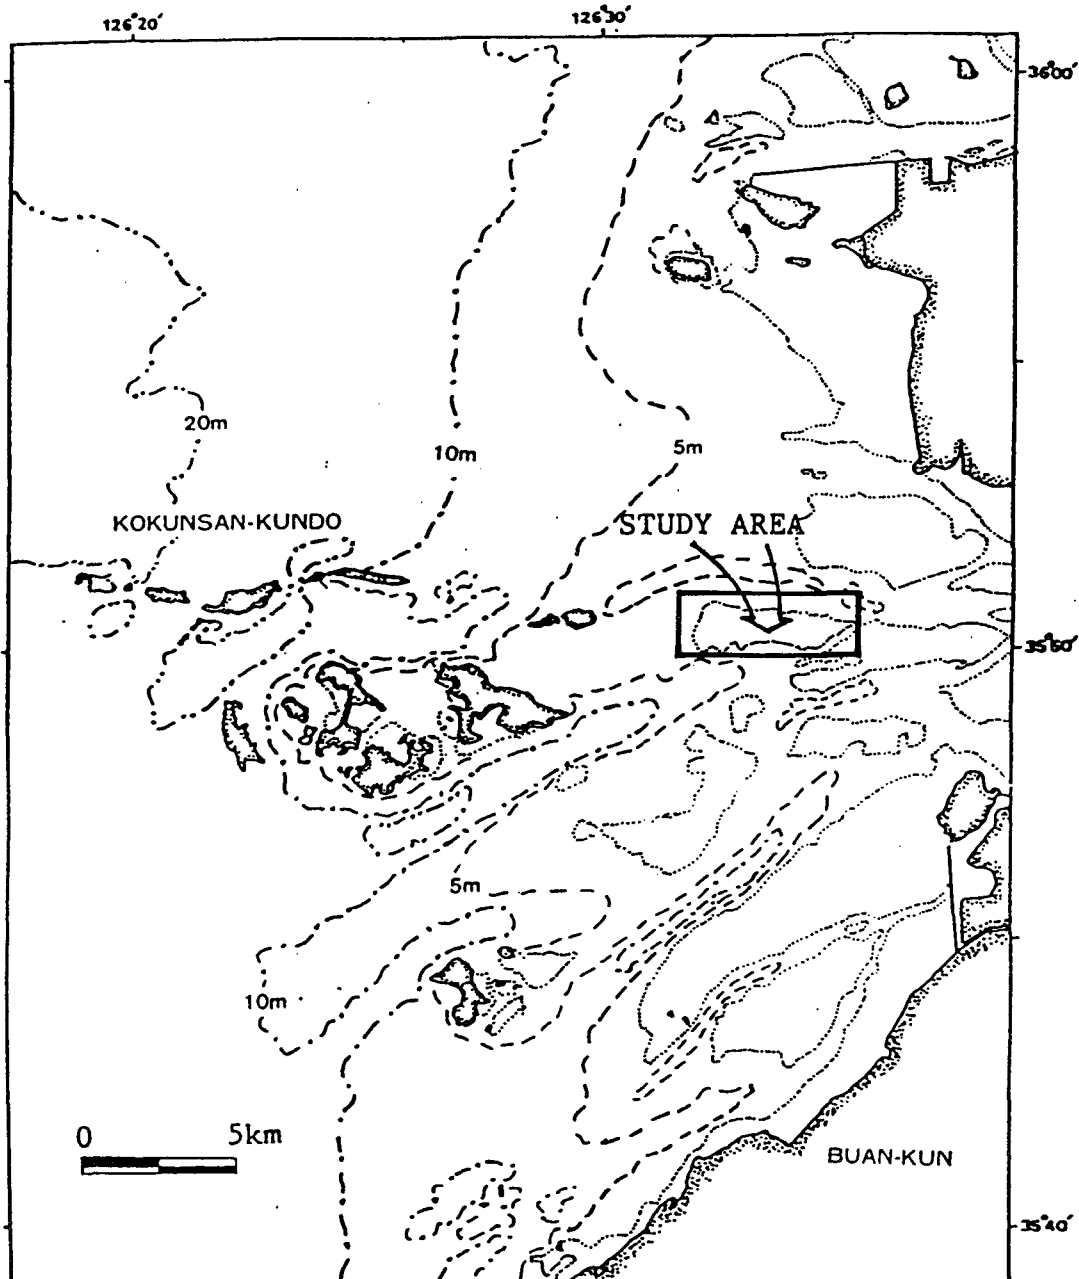 126°20′
126°30′
36°00′
20m
10m
5m
KOKUNSAN-KUNDO
STUDY AREA
35°50′
5m
10m
0
5km
BUAN-KUN
35°40′